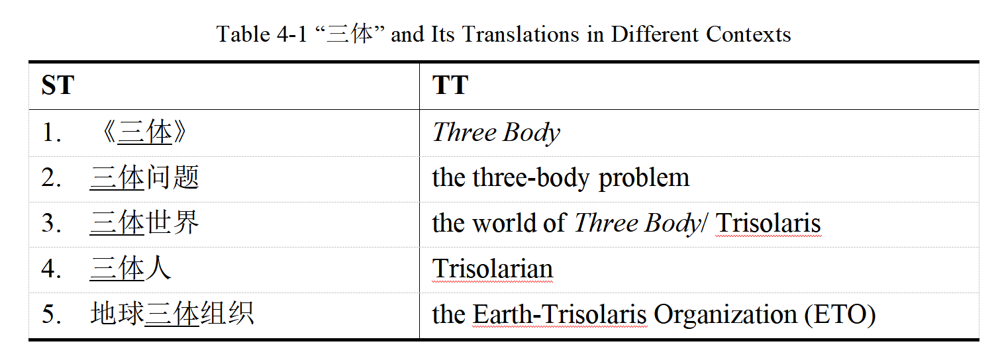 Table 4-1 “三体” and Its Translations in Different Contexts
ST TT
1. 《三体》 Three Body
2. 三体问题 the three-body problem
3. 三体世界 the world of Three Body/ Trisolaris
4. 三体人 Trisolarian
5. 地球三体组织 the Earth-Trisolaris Organization (ETO)